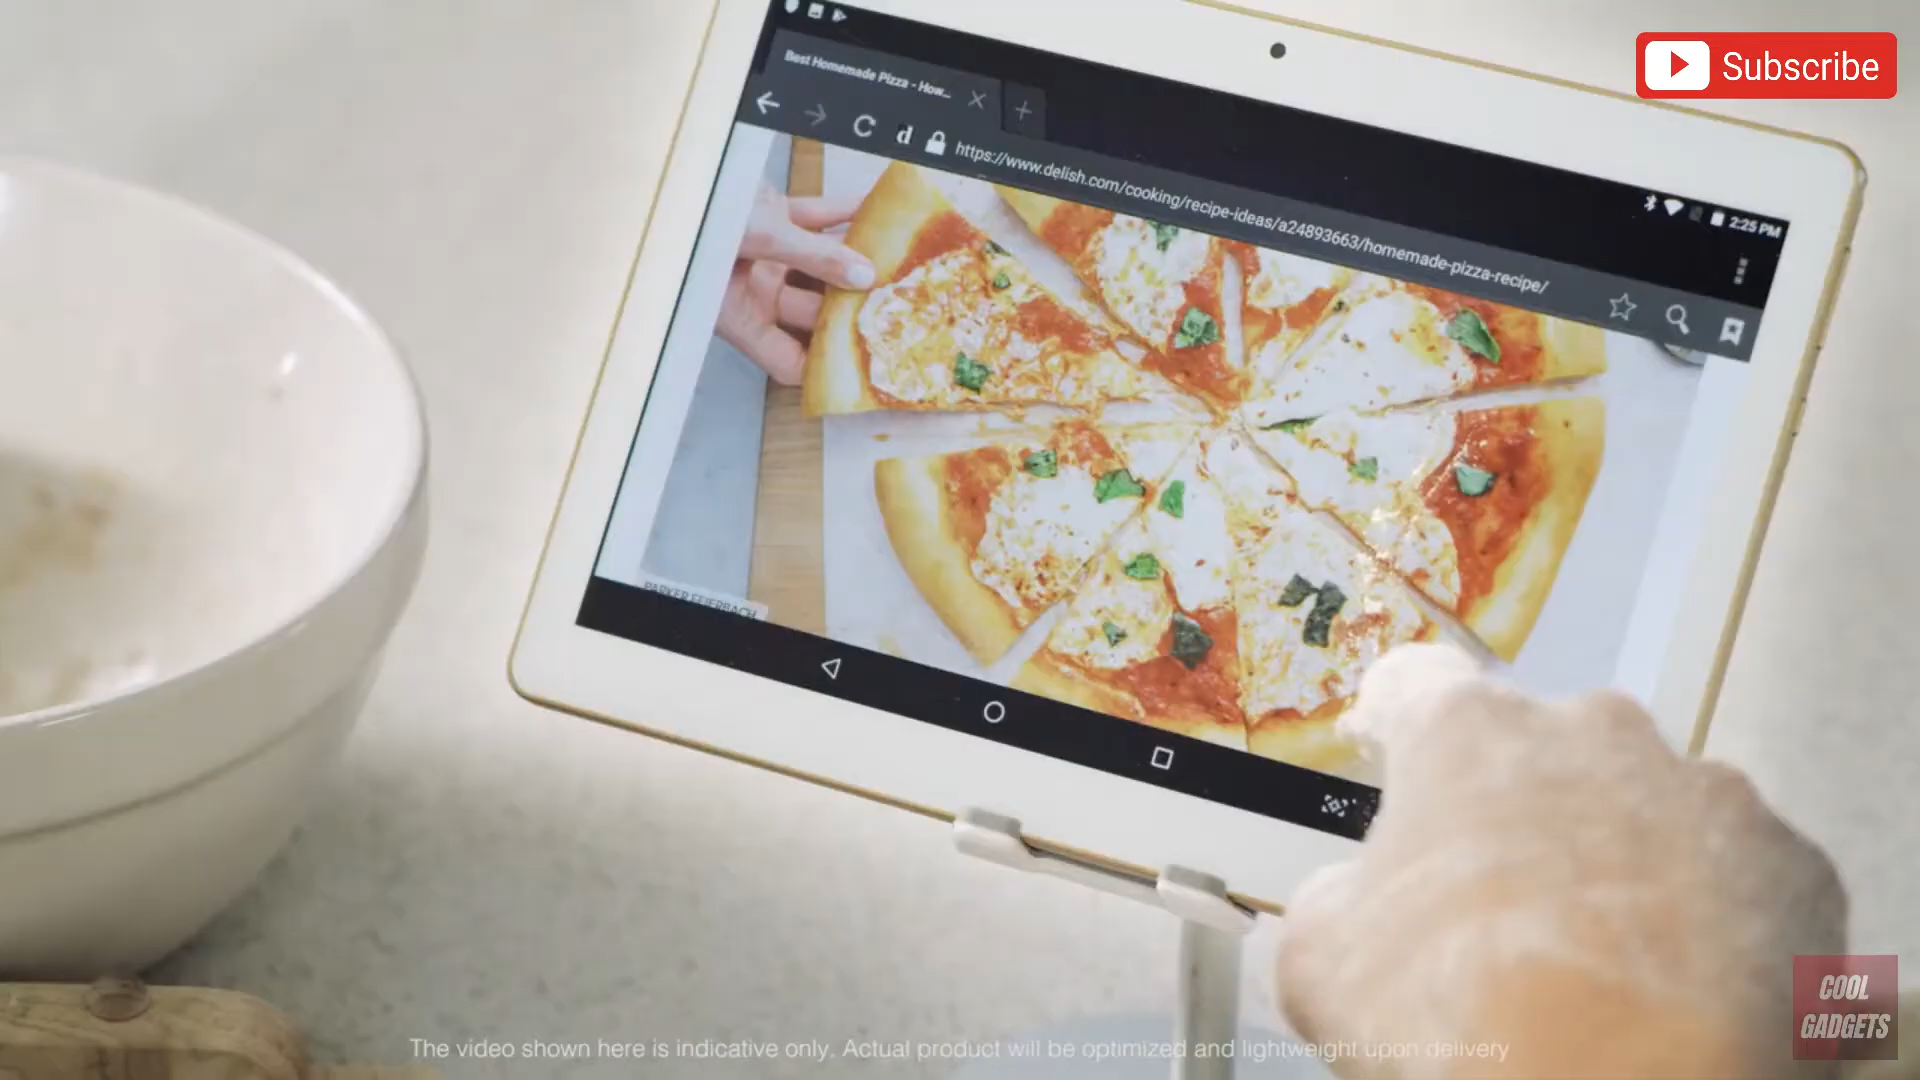 Subscribe
Best Homemade Pizza - How...
https://www.delish.com/cooking/recipe-ideas/a24893663/homemade-pizza-recipe/
2:25 PM
PARKER FEIERBACH
The video shown here is indicative only. Actual product will be optimized and lightweight upon delivery
COOL
GADGETS